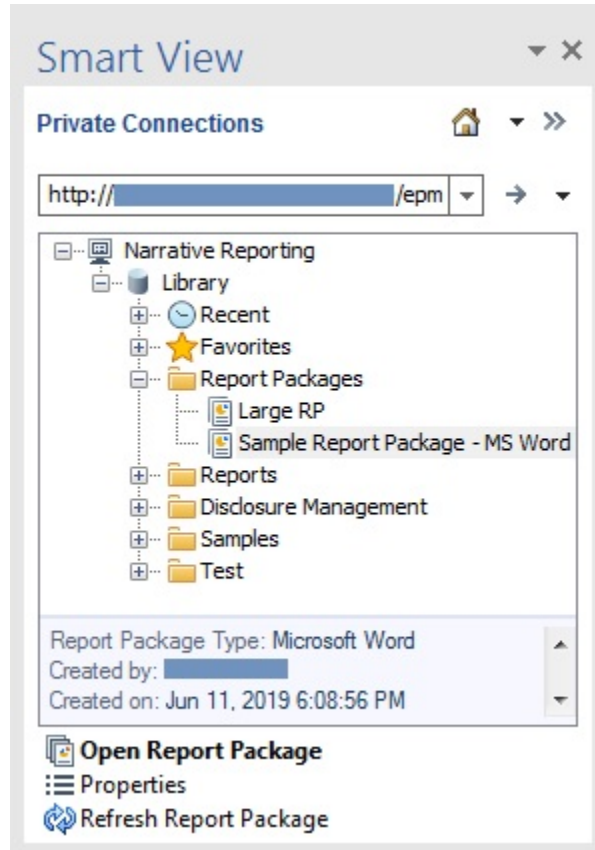 Smart View
Private Connections
http:// /epm
Narrative Reporting
Library
Recent
Favorites
Report Packages
Large RP
Sample Report Package - MS Word
Reports
Disclosure Management
Samples
Test
Report Package Type: Microsoft Word
Created by:
Created on: Jun 11, 2019 6:08:56 PM
Open Report Package
Properties
Refresh Report Package